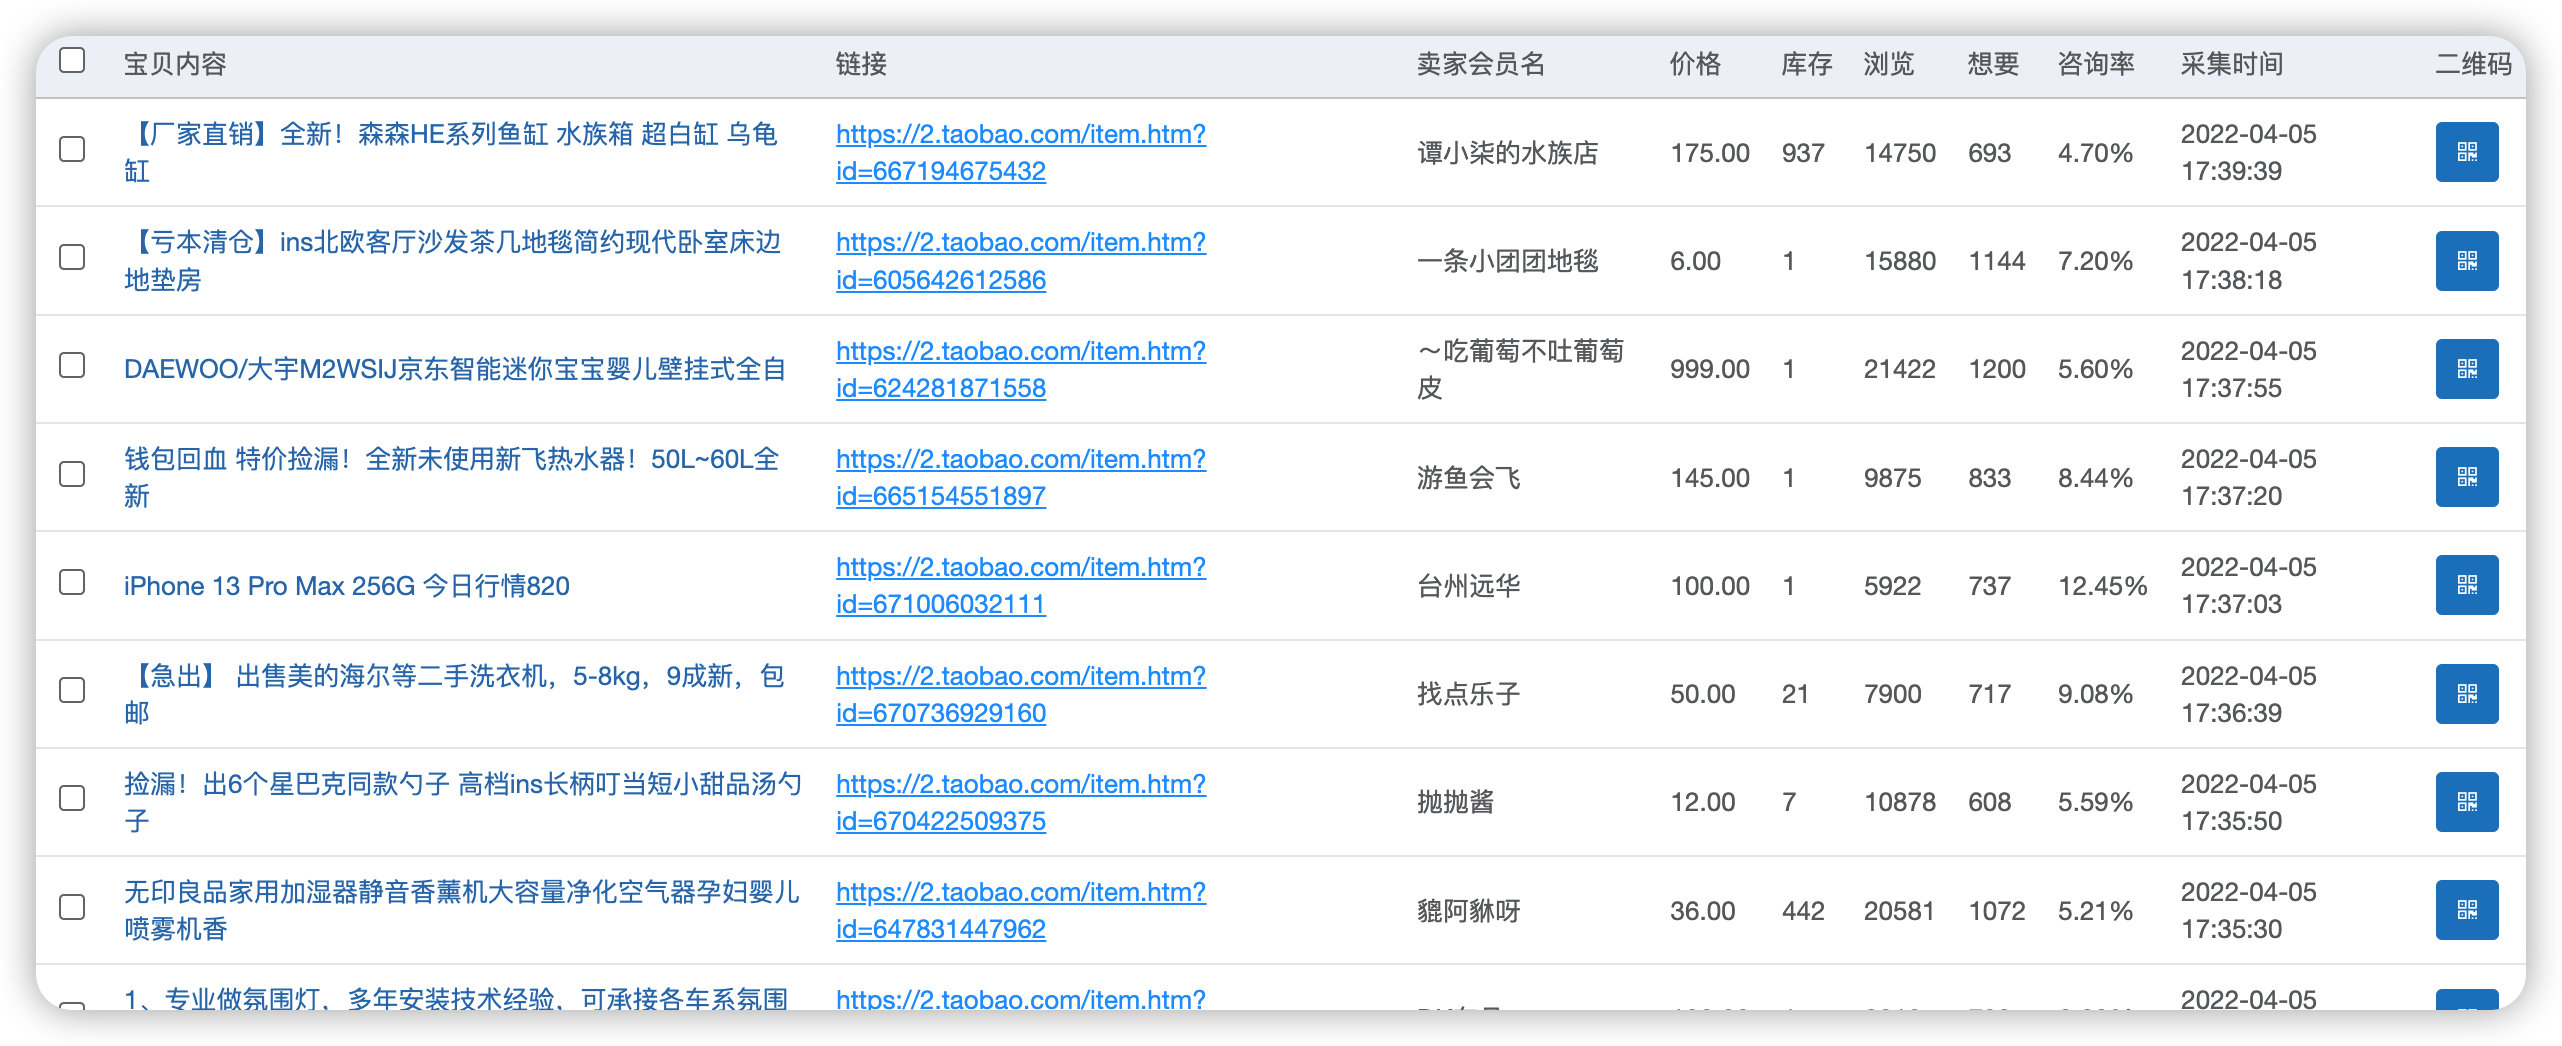 宝贝内容 链接 卖家会员名 价格 库存 浏览 想要 咨询率 采集时间 二维码
【厂家直销】全新！森森HE系列鱼缸 水族箱 超白缸 乌龟
缸
https://2.taobao.com/item.htm?
id=667194675432
谭小柒的水族店 175.00 937 14750 693 4.70%
2022-04-05
17:39:39
【亏本清仓】ins北欧客厅沙发茶几地毯简约现代卧室床边
地垫房
https://2.taobao.com/item.htm?
id=605642612586
一条小团团地毯 6.00 1 15880 1144 7.20%
2022-04-05
17:38:18
DAEWOO/大宇M2WSIJ京东智能迷你宝宝婴儿壁挂式全自
https://2.taobao.com/item.htm?
id=624281871558
～吃葡萄不吐葡萄
皮
999.00 1 21422 1200 5.60%
2022-04-05
17:37:55
钱包回血 特价捡漏！全新未使用新飞热水器！50L~60L全
新
https://2.taobao.com/item.htm?
id=665154551897
游鱼会飞 145.00 1 9875 833 8.44%
2022-04-05
17:37:20
iPhone 13 Pro Max 256G 今日行情820
https://2.taobao.com/item.htm?
id=671006032111
台州远华 100.00 1 5922 737 12.45%
2022-04-05
17:37:03
【急出】 出售美的海尔等二手洗衣机，5-8kg，9成新，包
邮
https://2.taobao.com/item.htm?
id=670736929160
找点乐子 50.00 21 7900 717 9.08%
2022-04-05
17:36:39
捡漏！出6个星巴克同款勺子 高档ins长柄叮当短小甜品汤勺
子
https://2.taobao.com/item.htm?
id=670422509375
抛抛酱 12.00 7 10878 608 5.59%
2022-04-05
17:35:50
无印良品家用加湿器静音香薰机大容量净化空气器孕妇婴儿
喷雾机香
https://2.taobao.com/item.htm?
id=647831447962
貔阿貅呀 36.00 442 20581 1072 5.21%
2022-04-05
17:35:30
1、专业做氛围灯，多年安装技术经验，可承接各车系氛围
https://2.taobao.com/item.htm?
2022-04-05